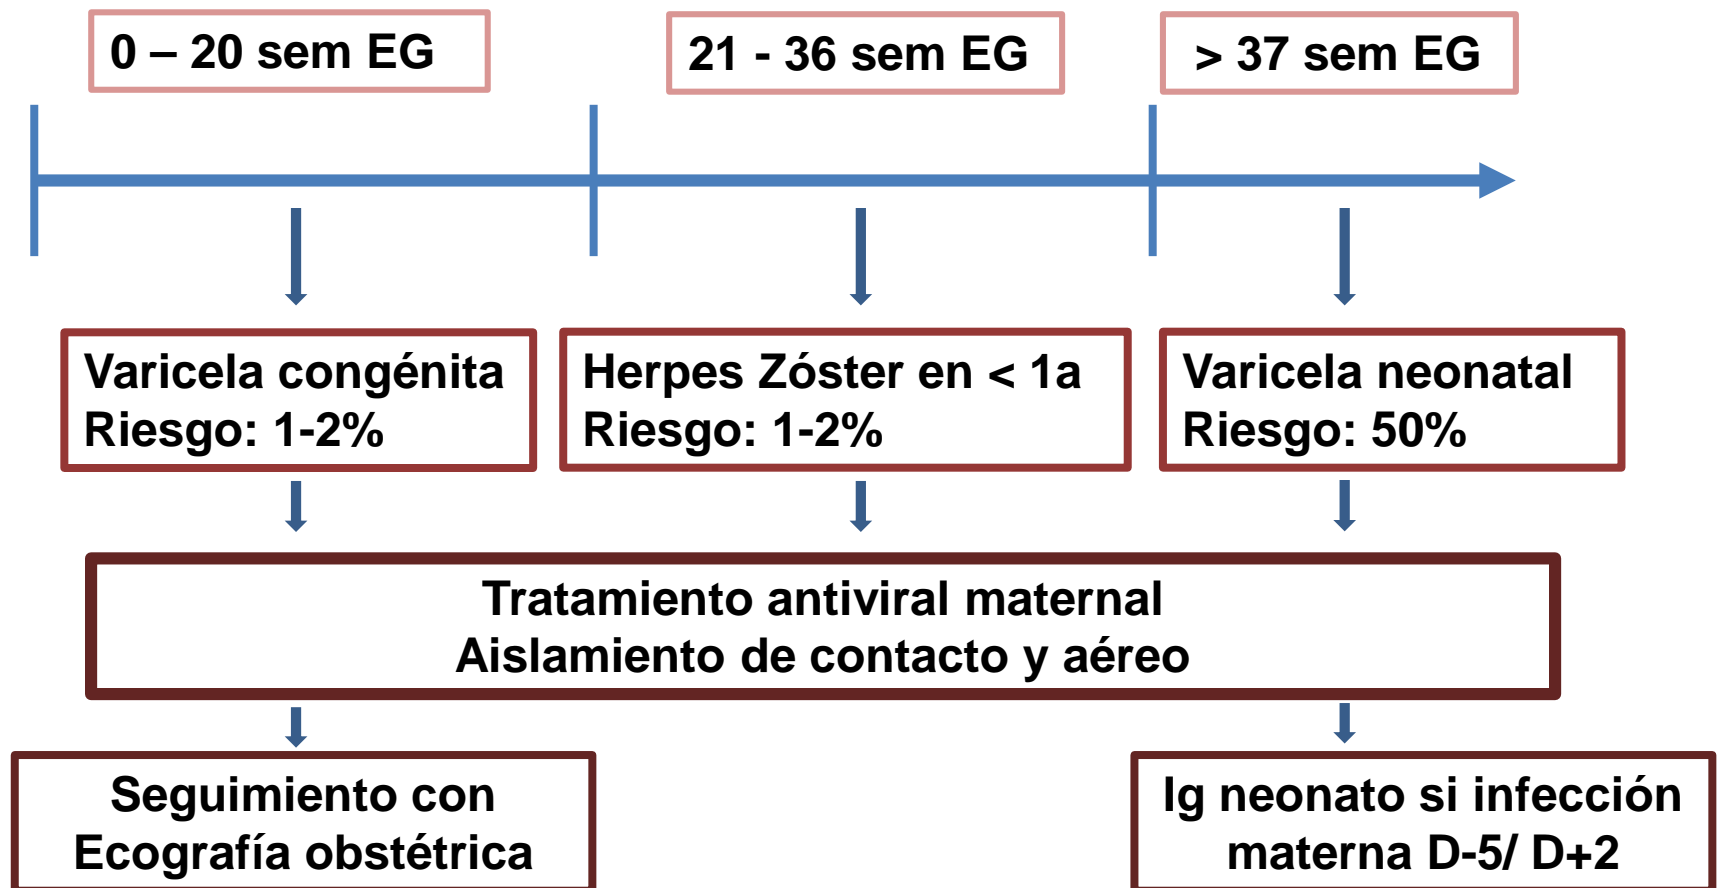 0 – 20 sem EG
21 - 36 sem EG
> 37 sem EG
Varicela congénita
Riesgo: 1-2%
Herpes Zóster en < 1a
Riesgo: 1-2%
Varicela neonatal
Riesgo: 50%
Tratamiento antiviral maternal
Aislamiento de contacto y aéreo
Seguimiento con
Ecografía obstétrica
Ig neonato si infección
materna D-5/ D+2